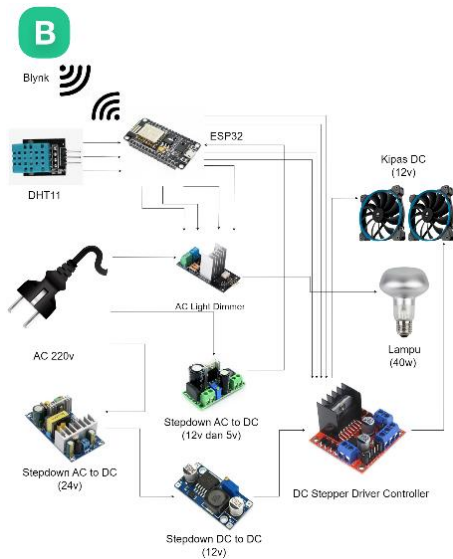 B
Blynk
ESP32
DHT11
Kipas DC
(12v)
AC Light Dimmer
AC 220v
Lampu
(40w)
Stepdown AC to DC
(12v dan 5v)
Stepdown AC to DC
(24v)
DC Stepper Driver Controller
Stepdown DC to DC
(12v)